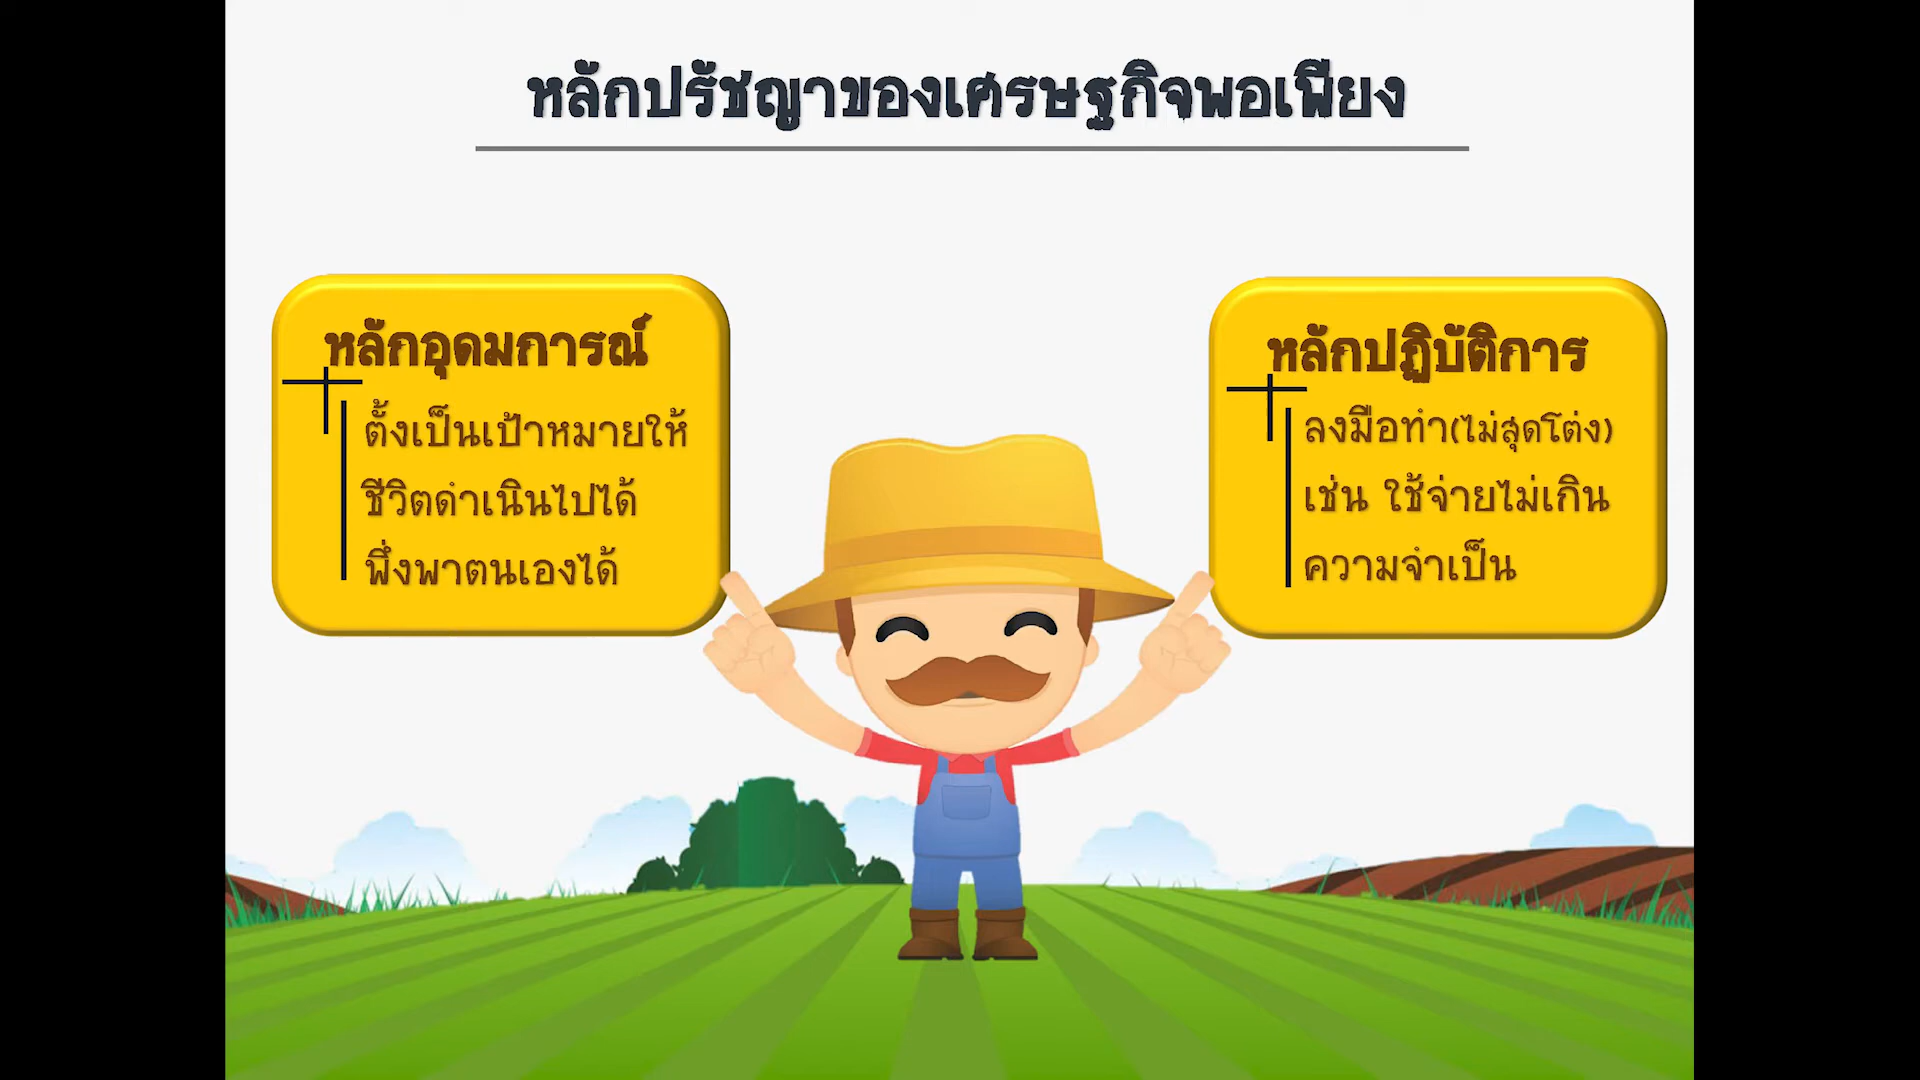 หลักปรัชญาของเศรษฐกิจพอเพียง
หลักอุดมการณ์
ตั้งเป็นเป้าหมายให้
ชีวิตดำเนินไปได้
พึ่งพาตนเองได้
หลักปฏิบัติการ
ลงมือทำ(ไม่สุดโต่ง)
เช่น ใช้จ่ายไม่เกิน
ความจำเป็น